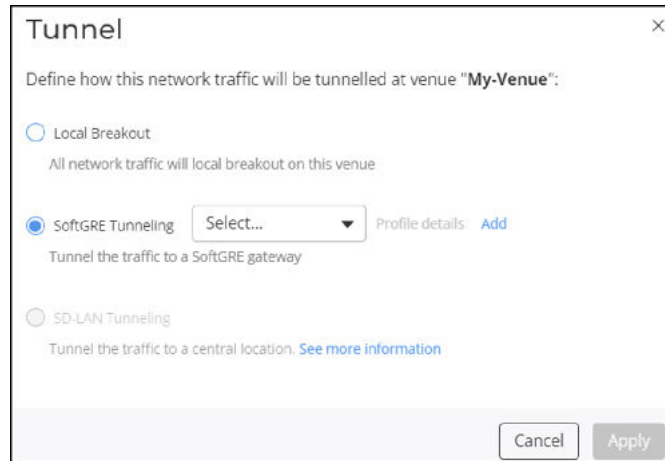 Tunnel
Define how this network traffic will be tunnelled at venue "My-Venue":
Local Breakout
All network traffic will local breakout on this venue
SoftGRE Tunneling Select... Profile details Add
Tunnel the traffic to a SoftGRE gateway
SD-LAN Tunneling
Tunnel the traffic to a central location. See more information
Cancel Apply